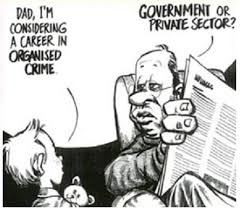 DAD, I'M
CONSIDERING
A CAREER IN
ORGANISED
CRIME.
GOVERNMENT OR
PRIVATE SECTOR?